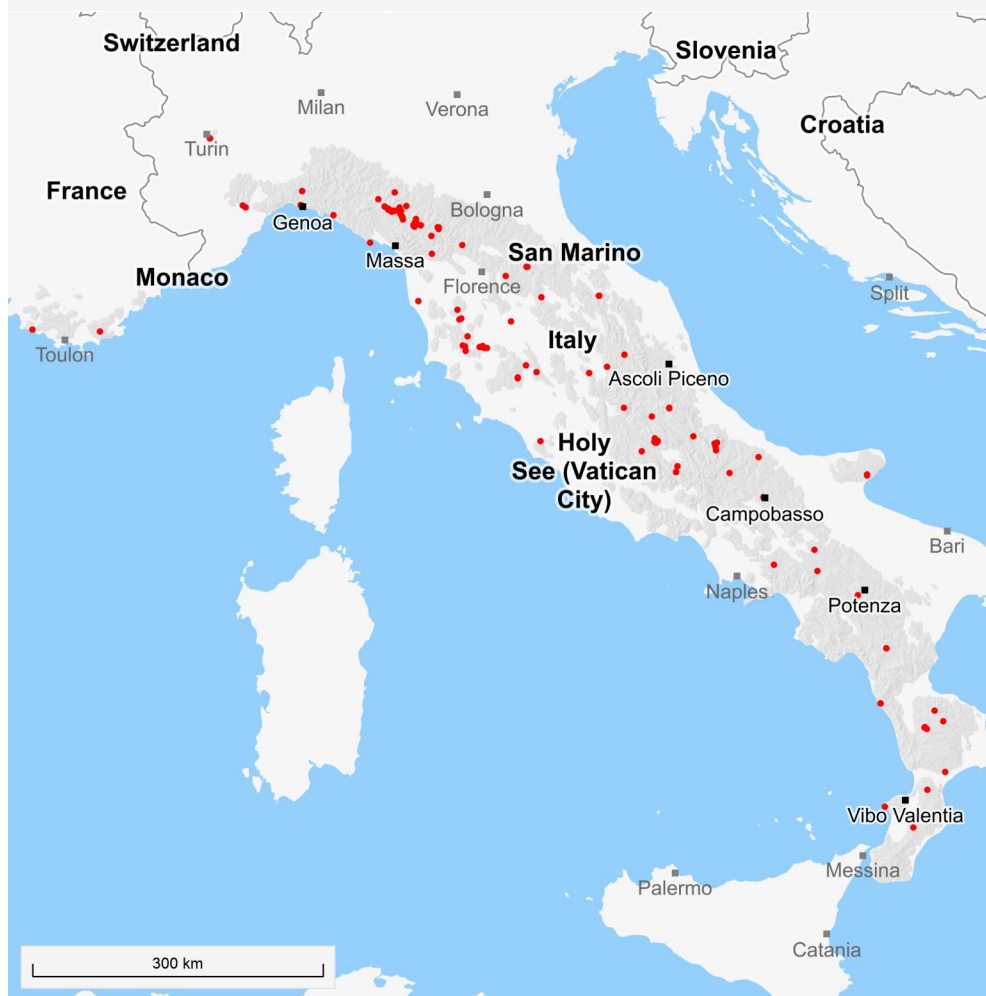 Switzerland
Slovenia
Milan
Verona
Croatia
Turin
France
Bologna
Genoa
San Marino
Massa
Monaco
Florence
Split
Toulon
Italy
Ascoli Piceno
Holy
See (Vatican
City)
Campobasso
Bari
Naples
Potenza
Vibo Valentia
Messina
Palermo
Catania
300 km